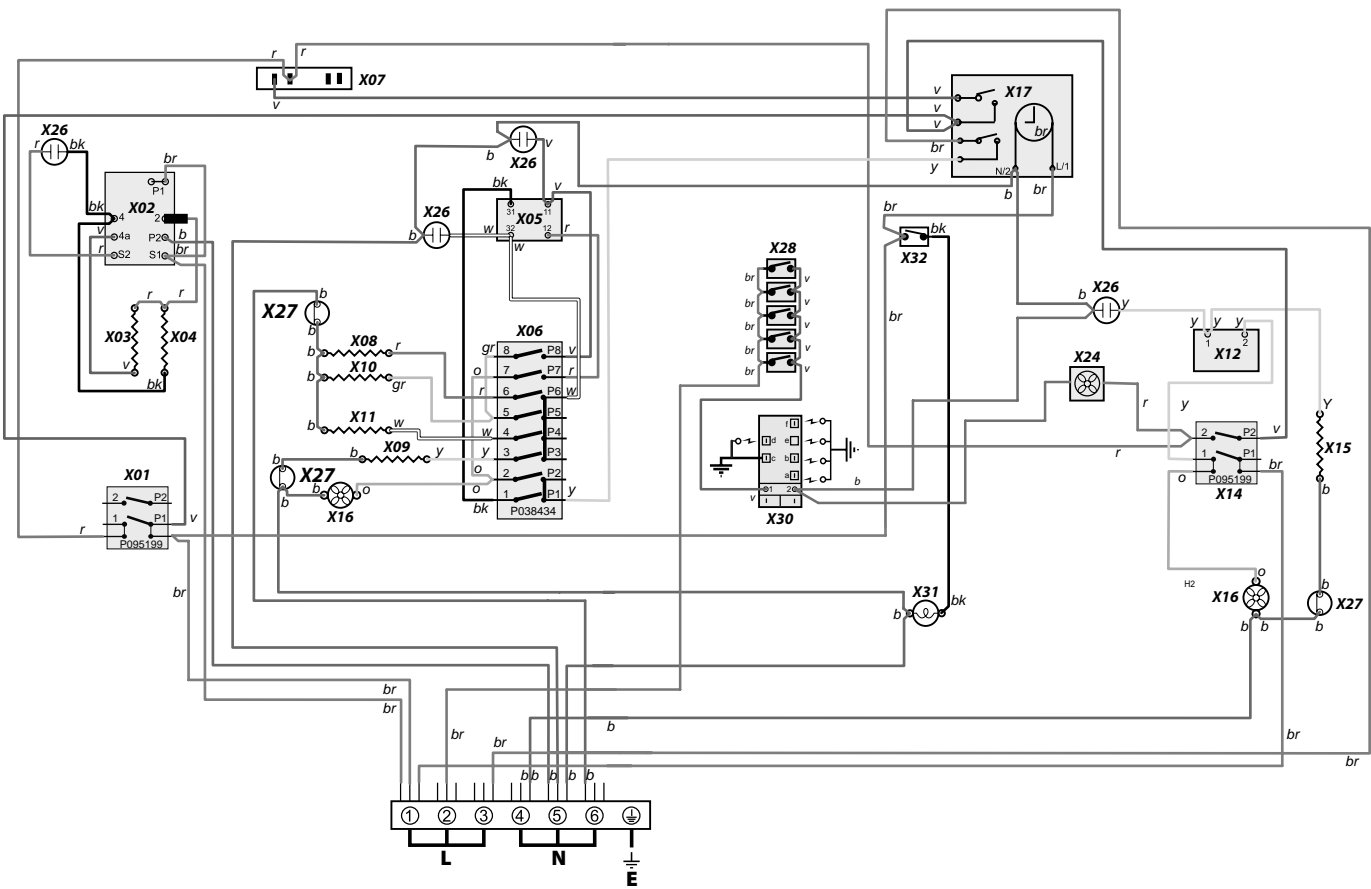 r
r
X07
v
X17
v
v
v
br
br
y
N/2
L/1
b
br
X26
r
bk
br
P1
bk
X02
4
2
v
b
4a
P2
r
br
S2
S1
r
r
X03
X04
v
bk
X26
b
v
bk
v
31
11
X05
X26
w
32
12
r
w
br
bk
X32
br
X28
br
v
br
v
br
v
br
v
X26
b
y
y
y
y
1
2
X12
X24
r
y
r
Y
X15
b
2
P2
v
1
P1
br
o
P095199
X14
b
X27
b
X08
b
r
X10
b
gr
X11
b
w
X09
b
y
b
X27
b
b
o
X16
X06
gr
8
P8
v
o
7
P7
r
r
6
P6
w
5
P5
w
4
P4
y
3
P3
o
o
2
P2
1
P1
y
bk
P038434
f
d
e
c
b
a
1
2
v
b
X30
X01
2
P2
1
P1
v
r
P095199
br
H2
o
X16
b
b
b
X27
b
X31
b
bk
br
br
br
b
br
br
b b
b
b
b
1
2
3
4
5
6
L
N
E